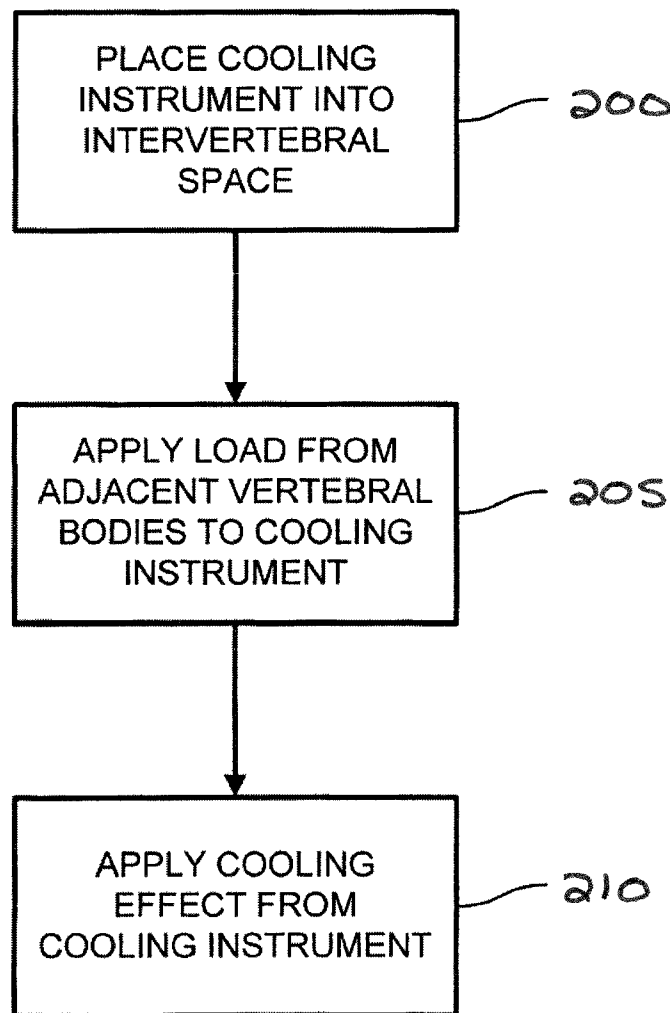 PLACE COOLING
INSTRUMENT INTO
INTERVERTEBRAL
SPACE
200
APPLY LOAD FROM
ADJACENT VERTEBRAL
BODIES TO COOLING
INSTRUMENT
205
APPLY COOLING
EFFECT FROM
COOLING INSTRUMENT
210